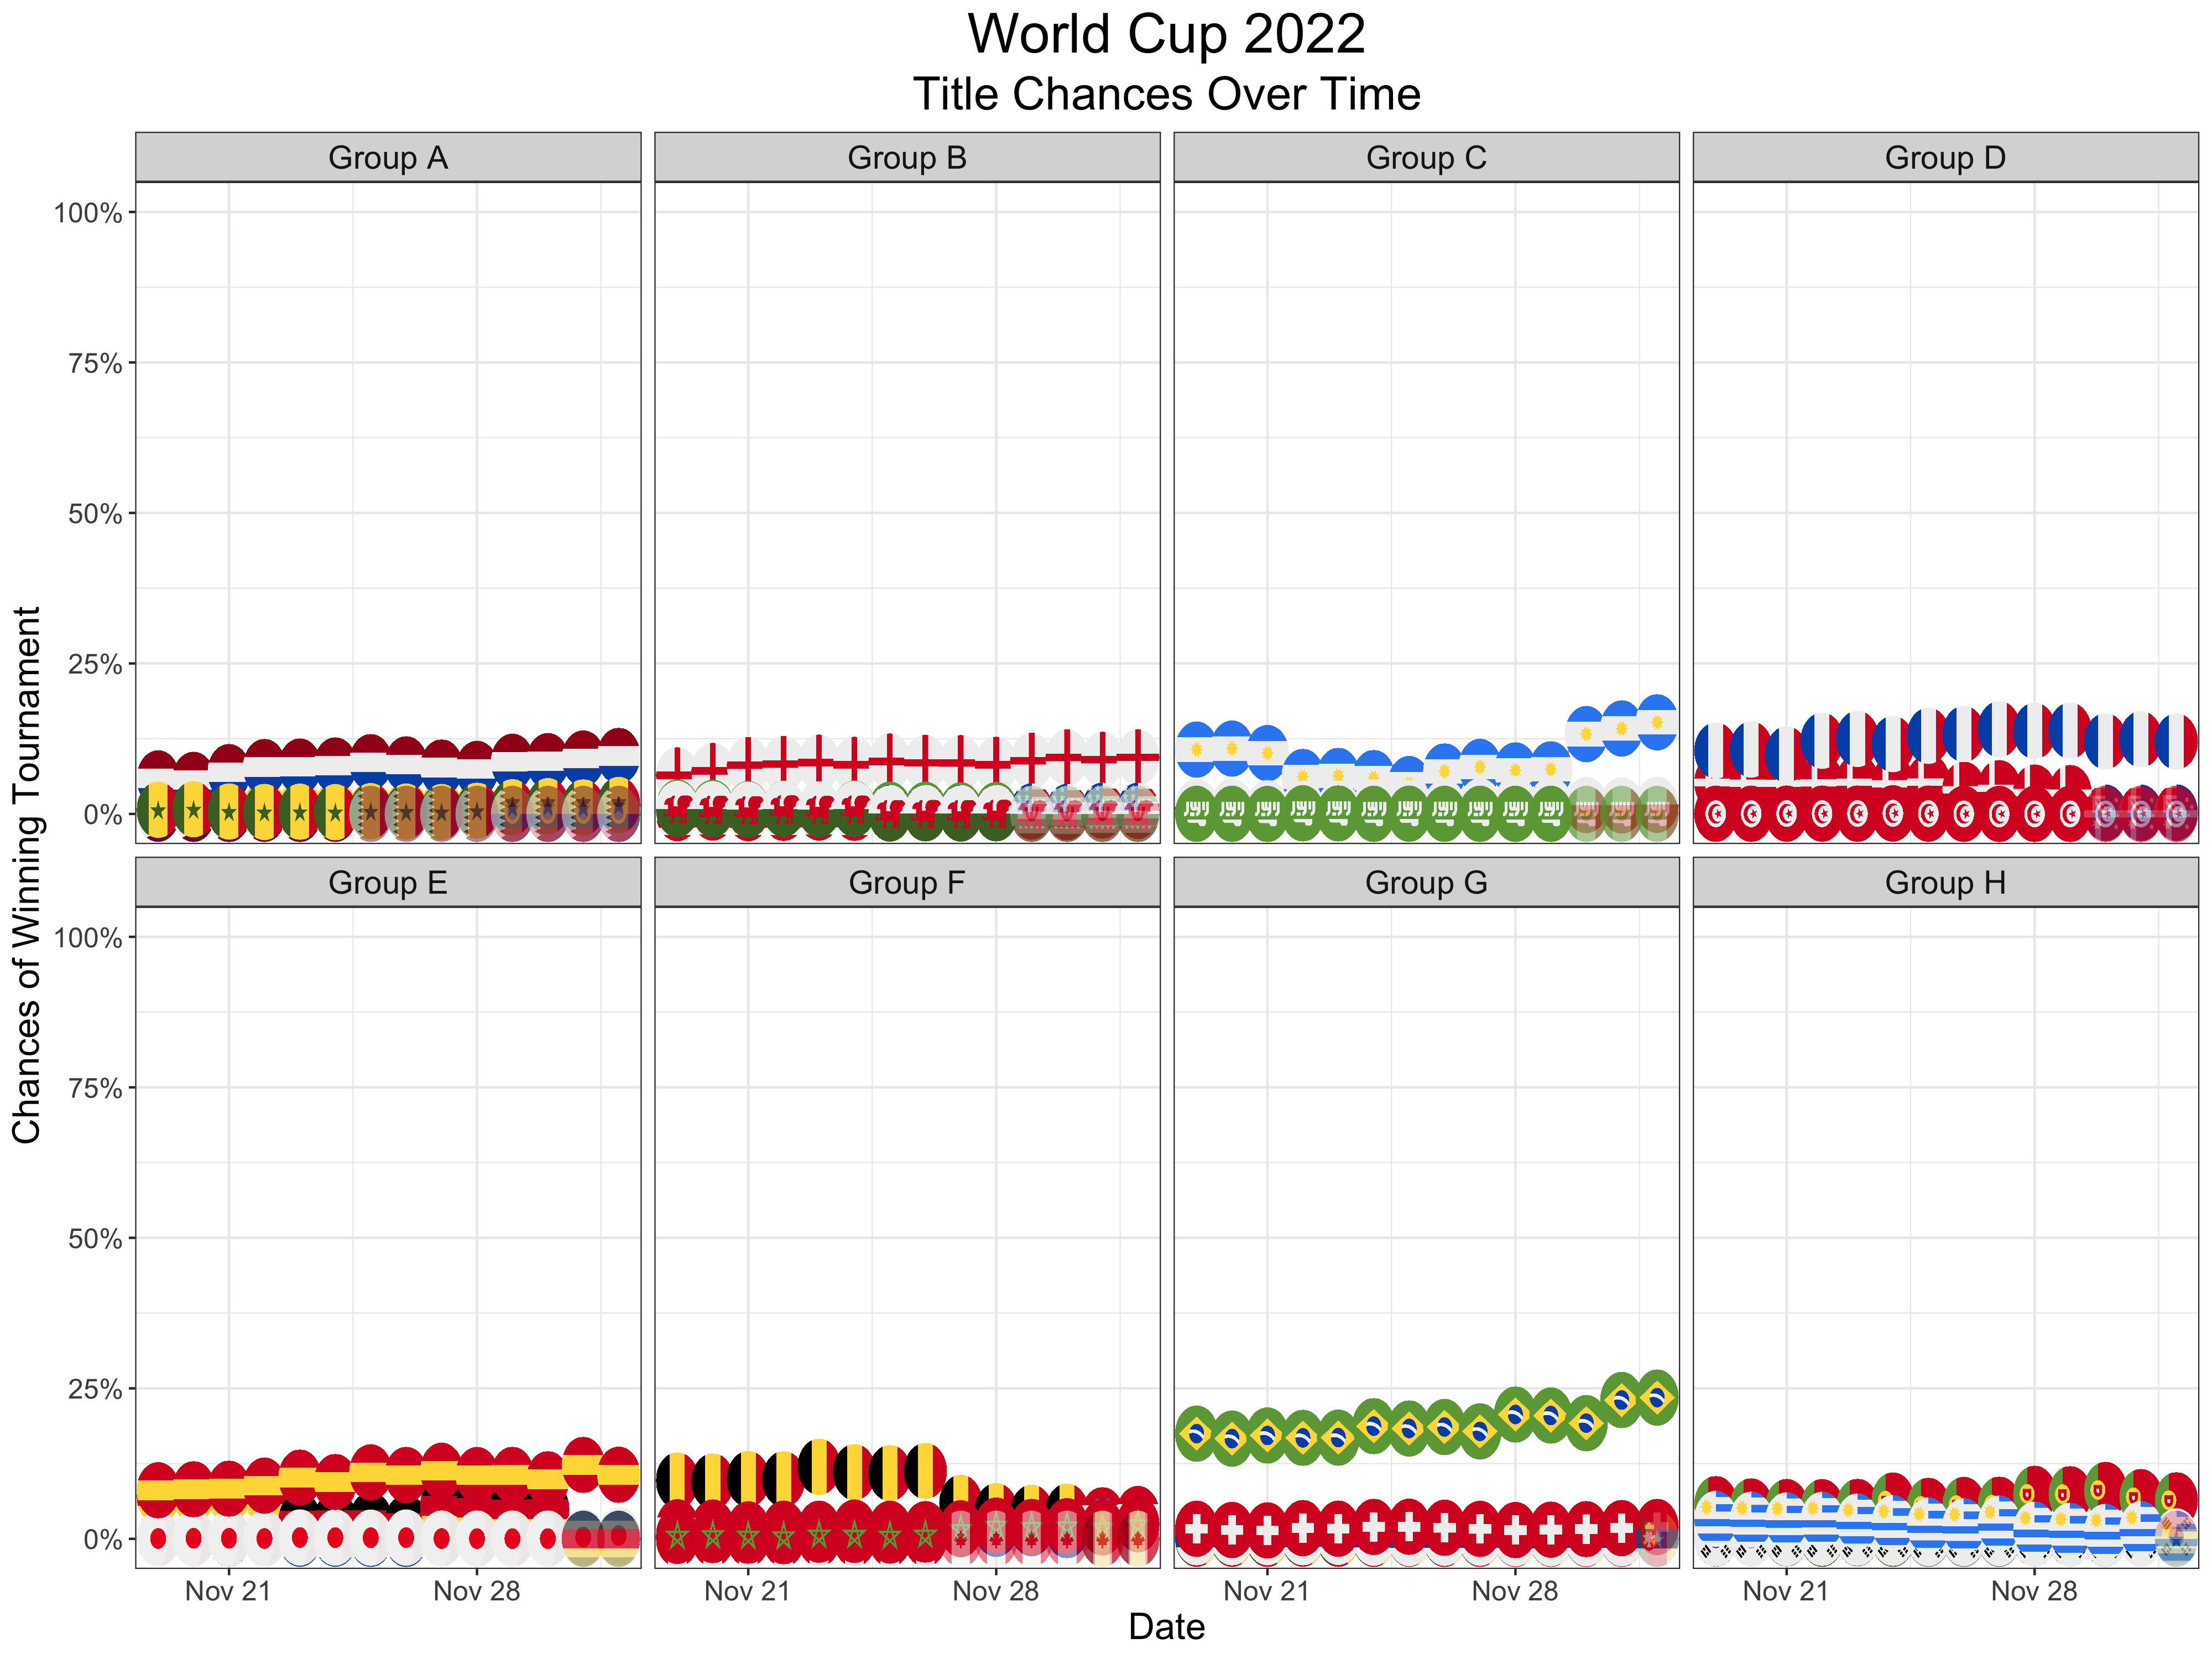 World Cup 2022
Title Chances Over Time
Group A
Group B
Group C
Group D
100%
75%
50%
25%
0%
Group E
Group F
Group G
Group H
100%
75%
50%
25%
0%
Nov 21
Nov 28
Nov 21
Nov 28
Nov 21
Nov 28
Nov 21
Nov 28
Date
Chances of Winning Tournament